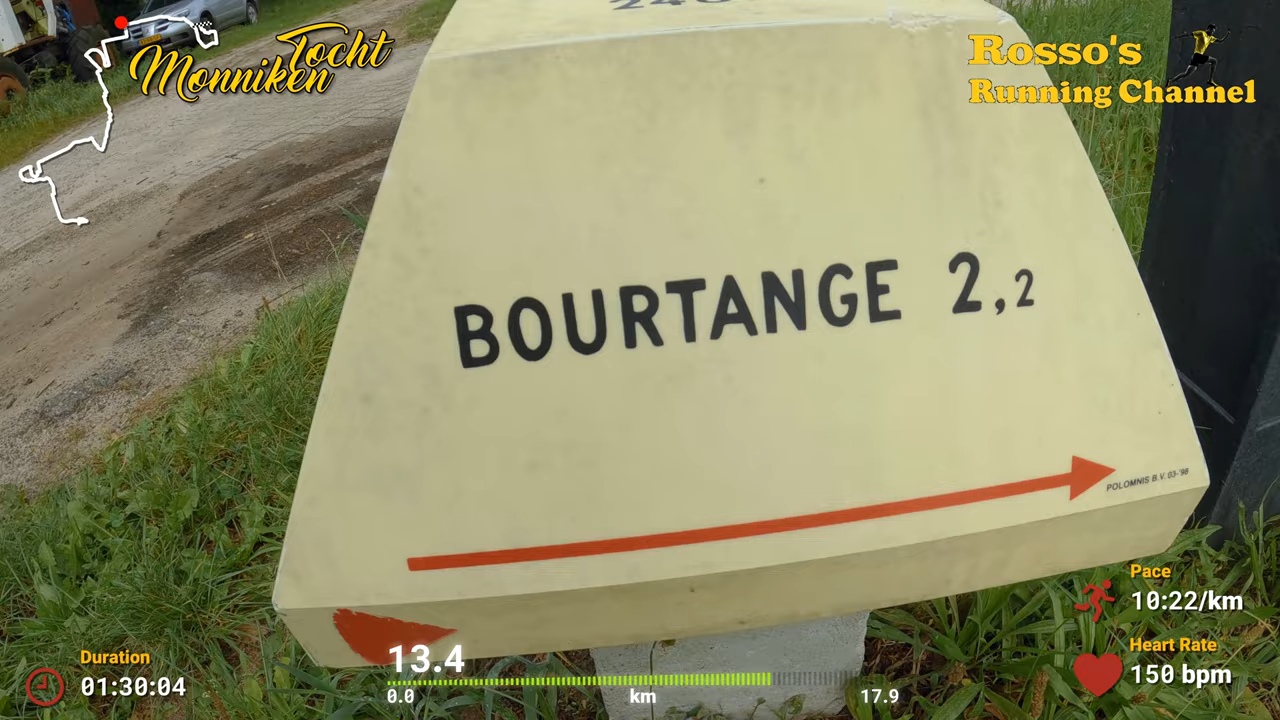 Monniken Tocht
Rosso's
Running Channel
BOURTANGE 2,2
POLOMNIS B.V. 03-'98
Pace
10:22/km
Heart Rate
150 bpm
Duration
01:30:04
13.4
0.0 km 17.9